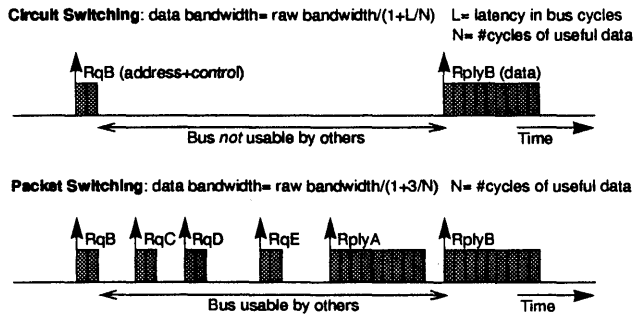 Circuit Switching: data bandwidth= raw bandwidth/(1+L/N) L= latency in bus cycles
N= #cycles of useful data
RqB (address+control) RplyB (data)
Bus not usable by others Time
Packet Switching: data bandwidth= raw bandwidth/(1+3/N) N= #cycles of useful data
RqB RqC RqD RqE RplyA RplyB
Bus usable by others Time